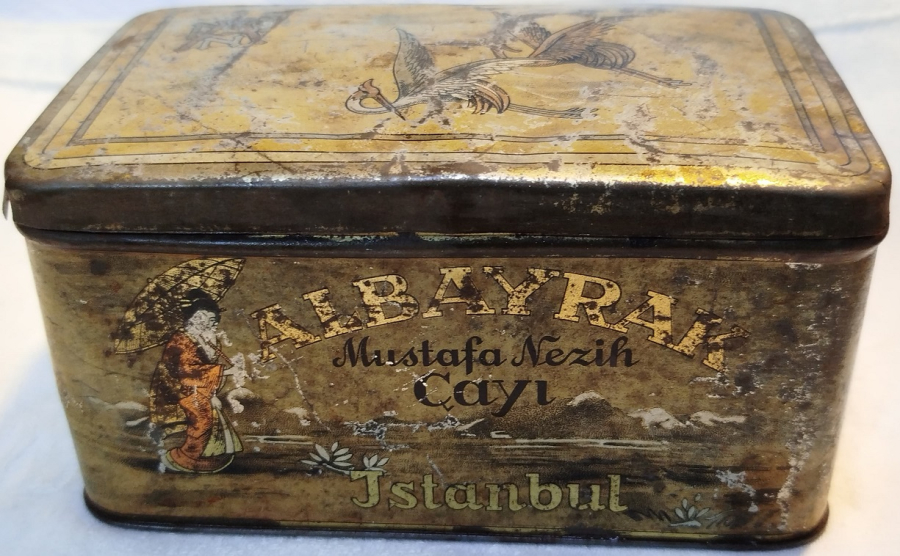 ALBAYRAK
Mustafa Nezih
Çayı
Istanbul